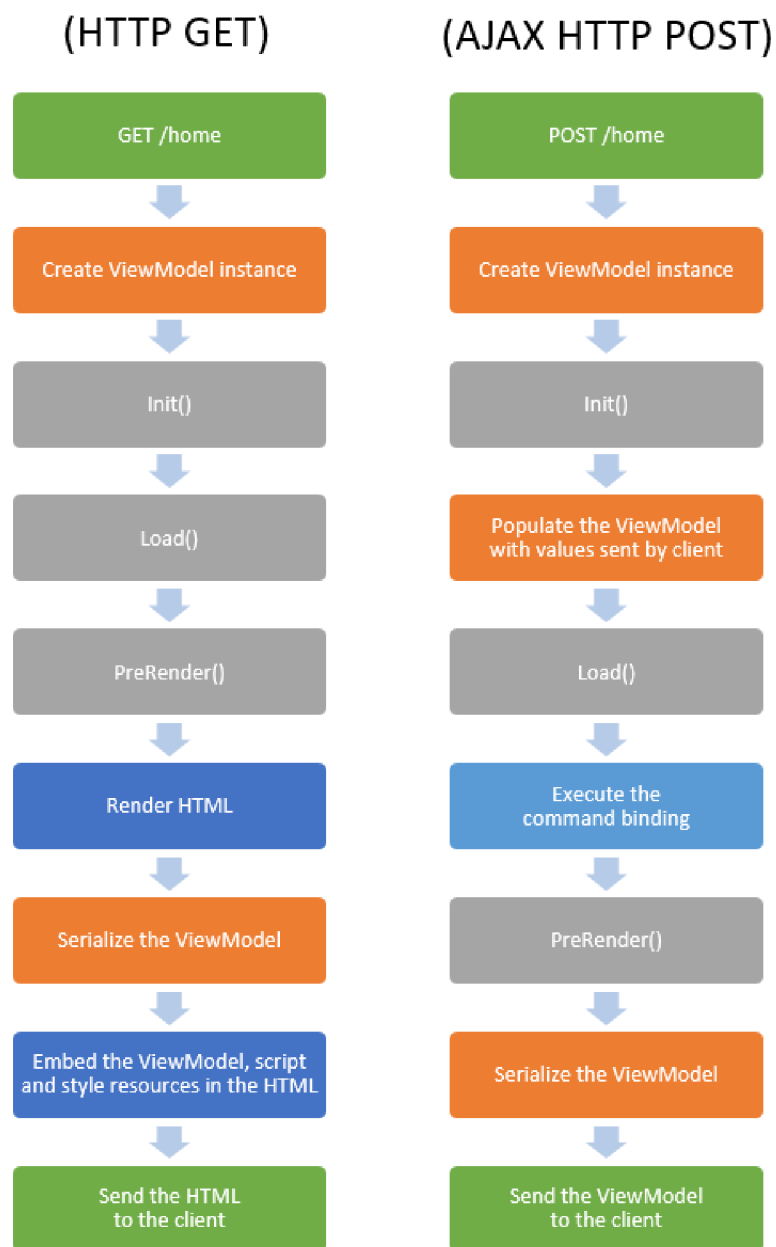 (HTTP GET)
GET /home
Create ViewModel instance
Init()
Load()
PreRender()
Render HTML
Serialize the ViewModel
Embed the ViewModel, script
and style resources in the HTML
Send the HTML
to the client
(AJAX HTTP POST)
POST /home
Create ViewModel instance
Init()
Populate the ViewModel
with values sent by client
Load()
Execute the
command binding
PreRender()
Serialize the ViewModel
Send the ViewModel
to the client